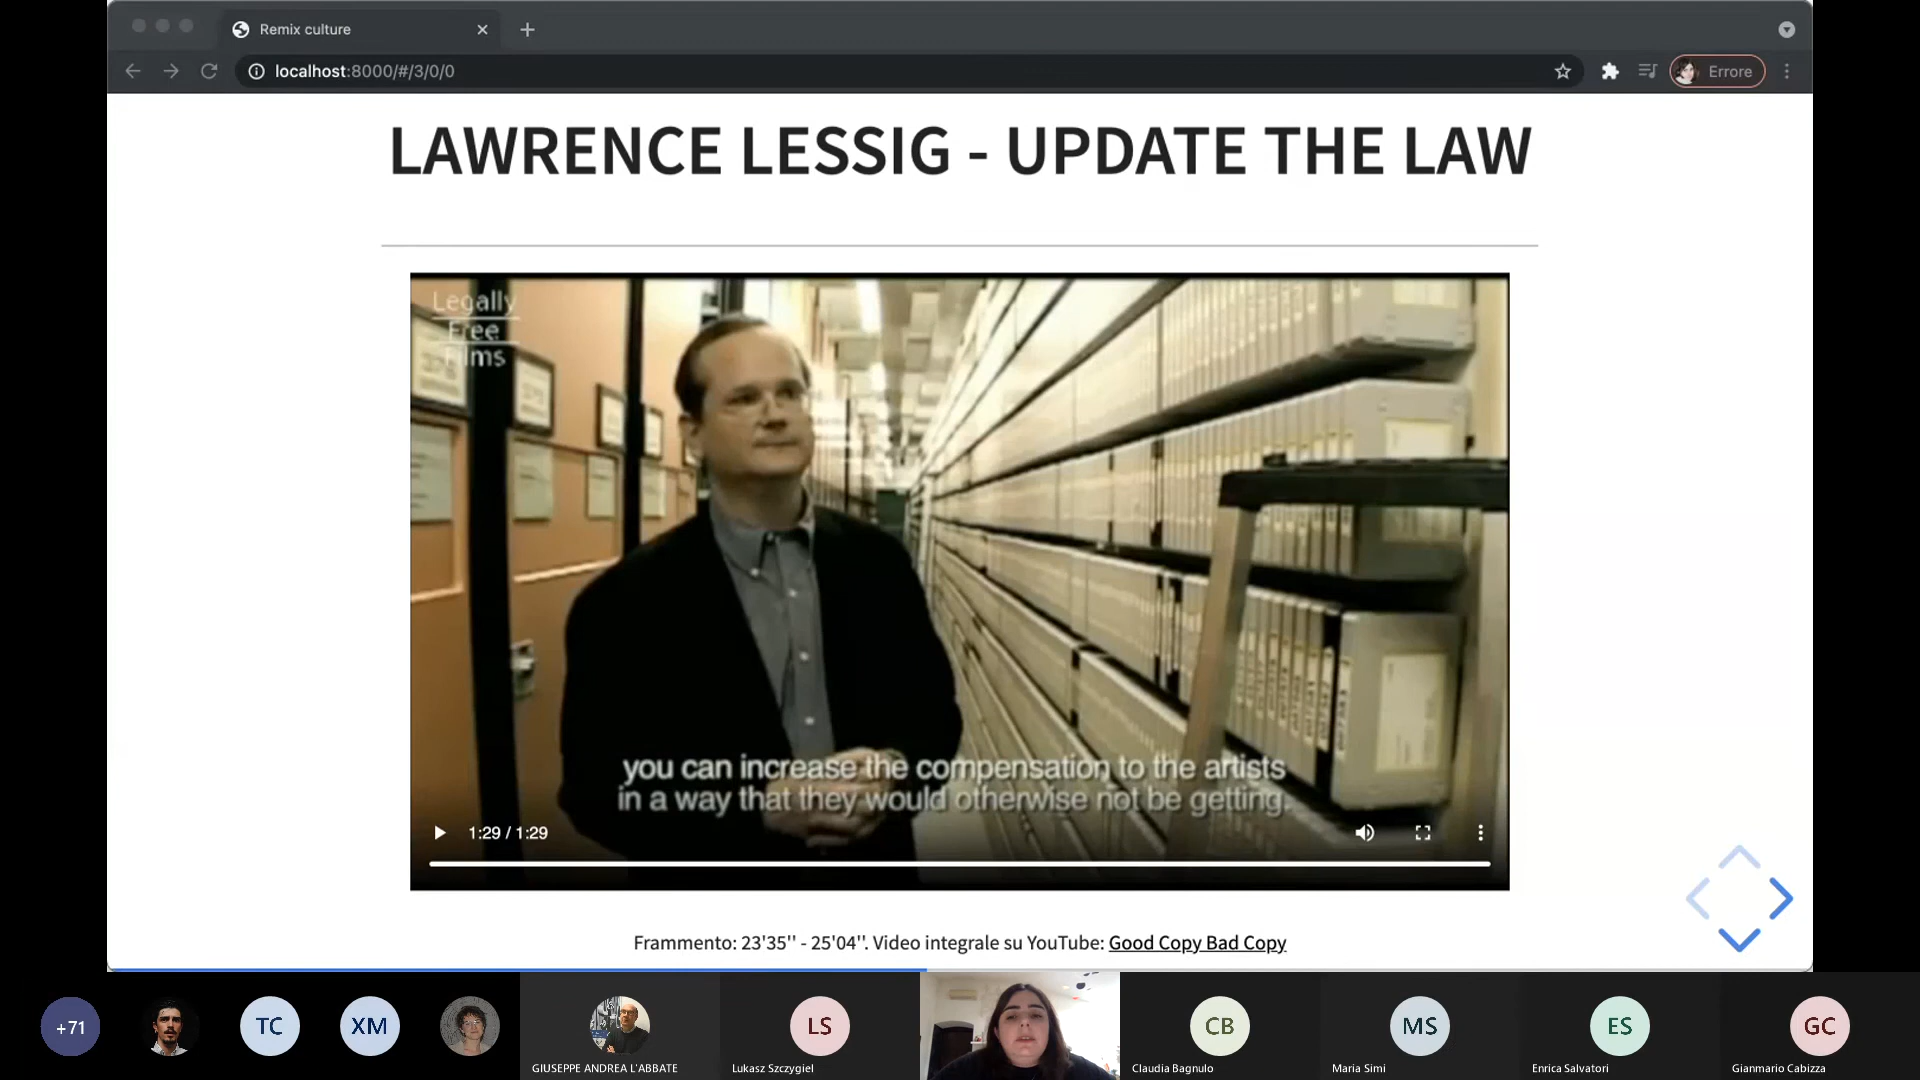 Remix culture
localhost:8000/#/3/0/0
Errore
LAWRENCE LESSIG - UPDATE THE LAW
Legally
Free
Films
you can increase the compensation to the artists
in a way that they would otherwise not be getting.
1:29 / 1:29
Frammento: 23'35'' - 25'04''. Video integrale su YouTube: Good Copy Bad Copy
+71
TC
XM
LS
CB
MS
ES
GC
GIUSEPPE ANDREA L'ABBATE
Lukasz Szczygiel
Claudia Bagnulo
Maria Simi
Enrica Salvatori
Gianmario Cabizza